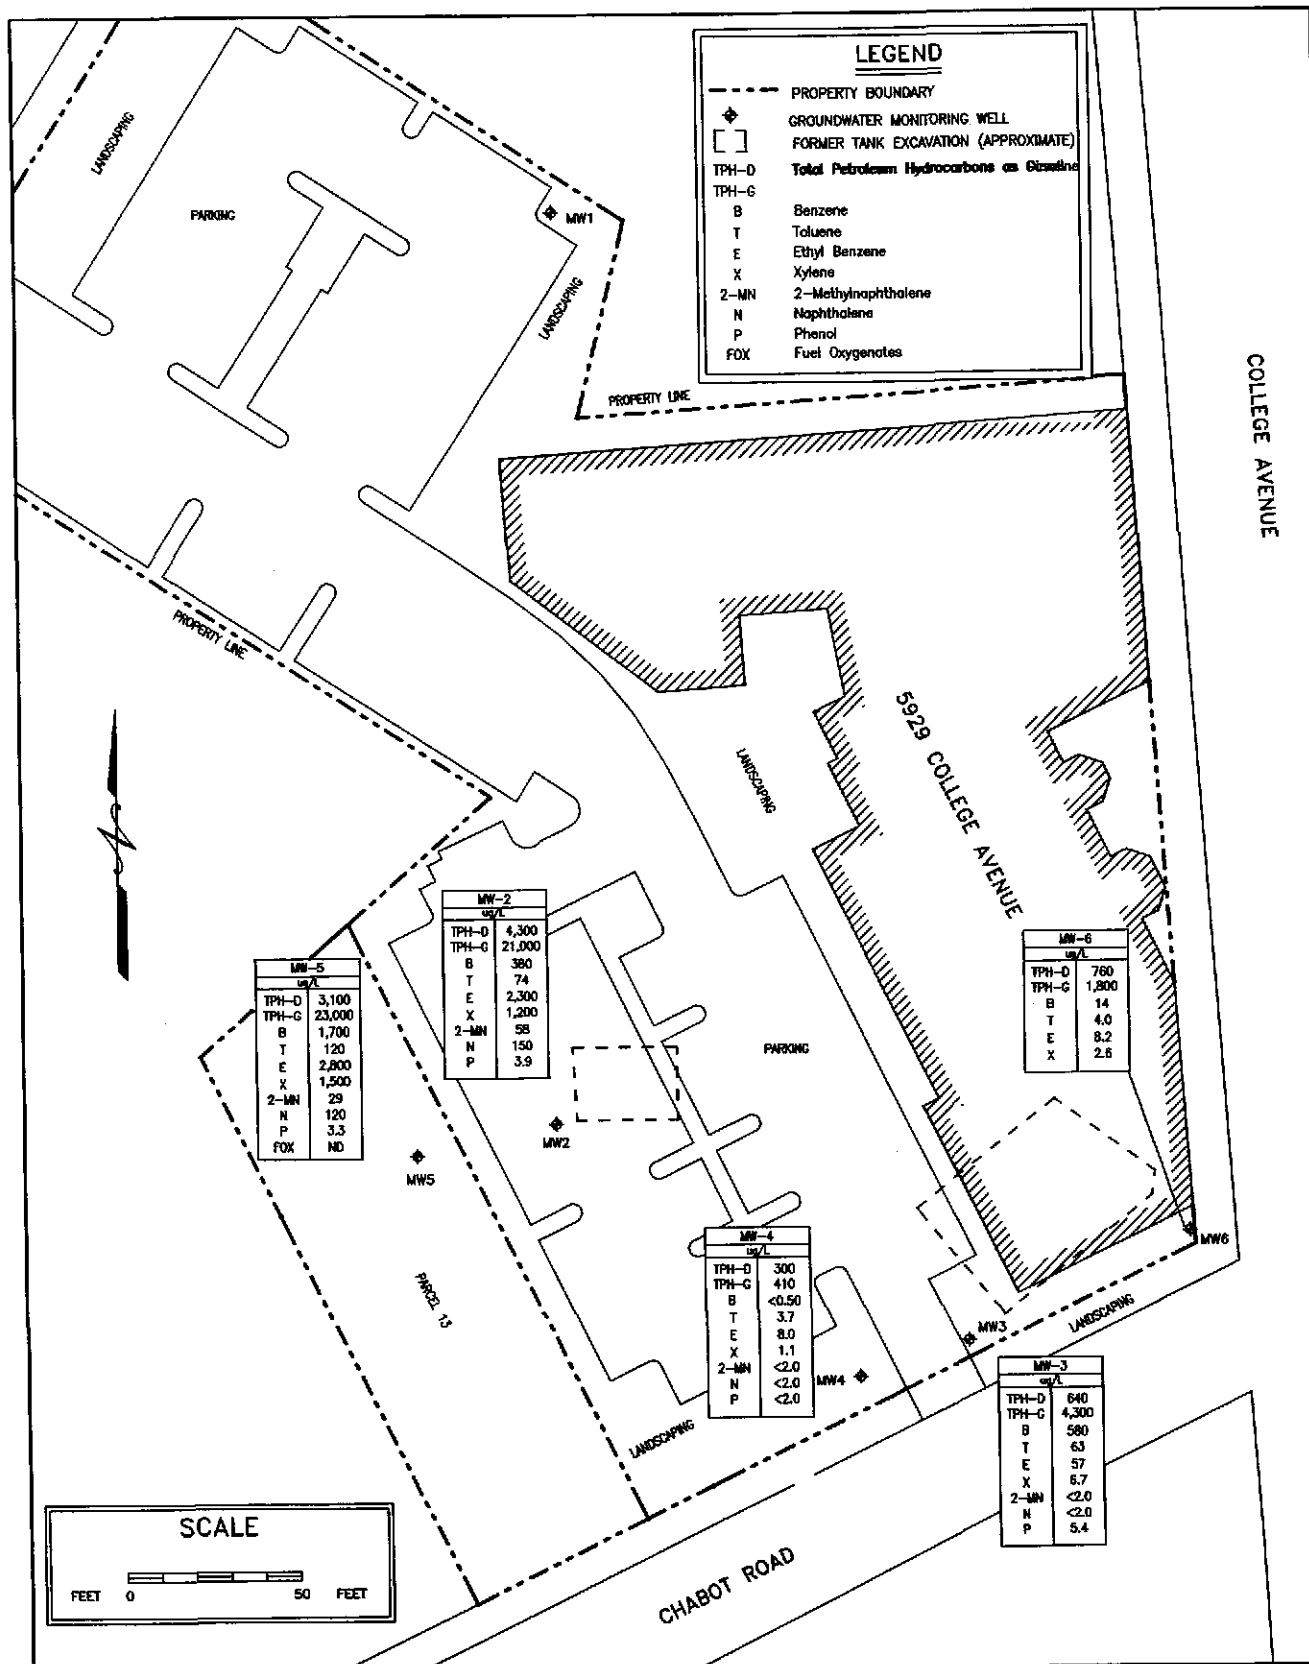 LEGEND
PROPERTY BOUNDARY
GROUNDWATER MONITORING WELL
FORMER TANK EXCAVATION (APPROXIMATE)
TPH-D Total Petroleum Hydrocarbons as
TPH-G
B Benzene
T Toluene
E Ethyl Benzene
X Xylene
2-MN 2-Methylnaphthalene
N Naphthalene
P Phenol
FOX Fuel Oxygenates
LANDSCAPING
PARKING
MW1
LANDSCAPING
PROPERTY LINE
COLLEGE AVENUE
PROPERTY LINE
LANDSCAPING
5929 COLLEGE AVENUE
MW-2
ug/L
TPH-D 4,300
TPH-G 21,000
B 380
T 74
E 2,300
X 1,200
2-MN 58
N 150
P 3.9
MW-5
ug/L
TPH-D 3,100
TPH-G 23,000
B 1,700
T 120
E 2,800
X 1,500
2-MN 29
N 120
P 3.3
FOX ND
MW-6
ug/L
TPH-D 760
TPH-G 1,800
B 14
T 4.0
E 8.2
X 2.6
PARKING
MW2
MW5
MW6
PARCEL 13
MW-4
ug/L
TPH-D 300
TPH-G 410
B <0.50
T 3.7
E 8.0
X 1.1
2-MN <2.0
N <2.0
P <2.0
MW4
MW3
LANDSCAPING
LANDSCAPING
MW-3
ug/L
TPH-D 640
TPH-G 4,300
B 580
T 63
E 57
X 6.7
2-MN <2.0
N <2.0
P 5.4
SCALE
FEET 0 50 FEET
CHABOT ROAD